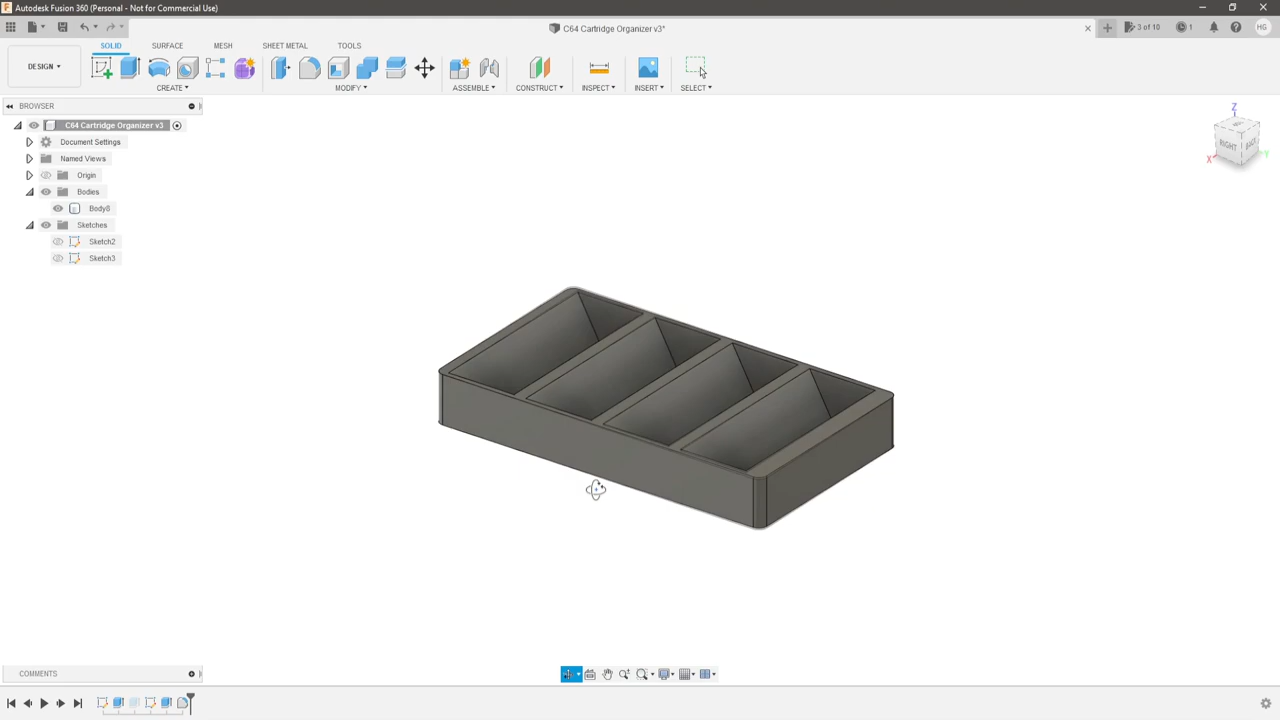 Autodesk Fusion 360 (Personal - Not for Commercial Use)
C64 Cartridge Organizer v3*
3 of 10
1
HG
SOLID
SURFACE
MESH
SHEET METAL
TOOLS
DESIGN
CREATE
MODIFY
ASSEMBLE
CONSTRUCT
INSPECT
INSERT
SELECT
BROWSER
C64 Cartridge Organizer v3
Document Settings
Named Views
Origin
Bodies
Body8
Sketches
Sketch2
Sketch3
Z
RIGHT
BACK
X
Y
COMMENTS